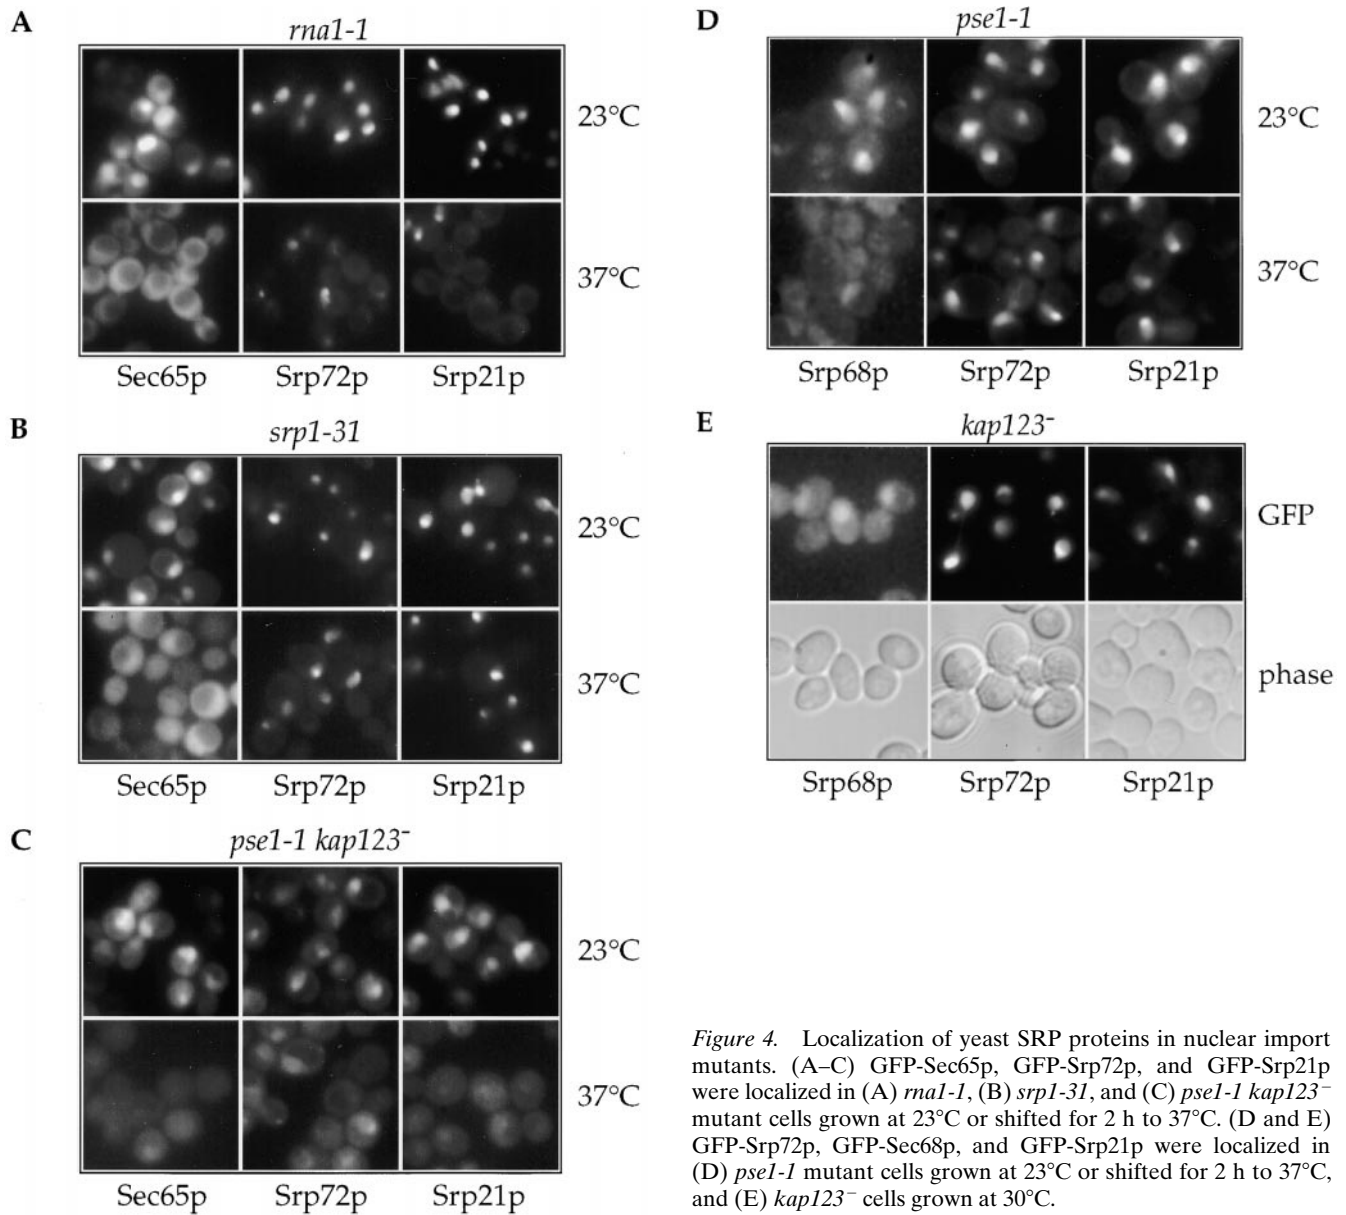 A
rna1-1
23°C
37°C
Sec65p Srp72p Srp21p
B
srp1-31
23°C
37°C
Sec65p Srp72p Srp21p
C
pse1-1 kap123⁻
23°C
37°C
Sec65p Srp72p Srp21p
D
pse1-1
23°C
37°C
Srp68p Srp72p Srp21p
E
kap123⁻
GFP
phase
Srp68p Srp72p Srp21p
Figure 4. Localization of yeast SRP proteins in nuclear import
mutants. (A–C) GFP-Sec65p, GFP-Srp72p, and GFP-Srp21p
were localized in (A) rna1-1, (B) srp1-31, and (C) pse1-1 kap123⁻
mutant cells grown at 23°C or shifted for 2 h to 37°C. (D and E)
GFP-Srp72p, GFP-Sec68p, and GFP-Srp21p were localized in
(D) pse1-1 mutant cells grown at 23°C or shifted for 2 h to 37°C,
and (E) kap123⁻ cells grown at 30°C.